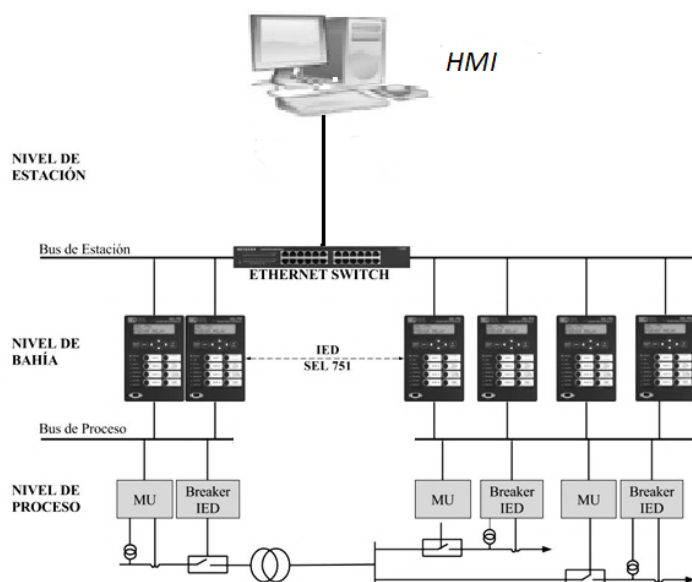 HMI
NIVEL DE
ESTACIÓN
Bus de Estación
ETHERNET SWITCH
NIVEL DE
BAHÍA
IED
SEL 751
Bus de Proceso
NIVEL DE
PROCESO
MU
Breaker
IED
MU
Breaker
IED
MU
Breaker
IED